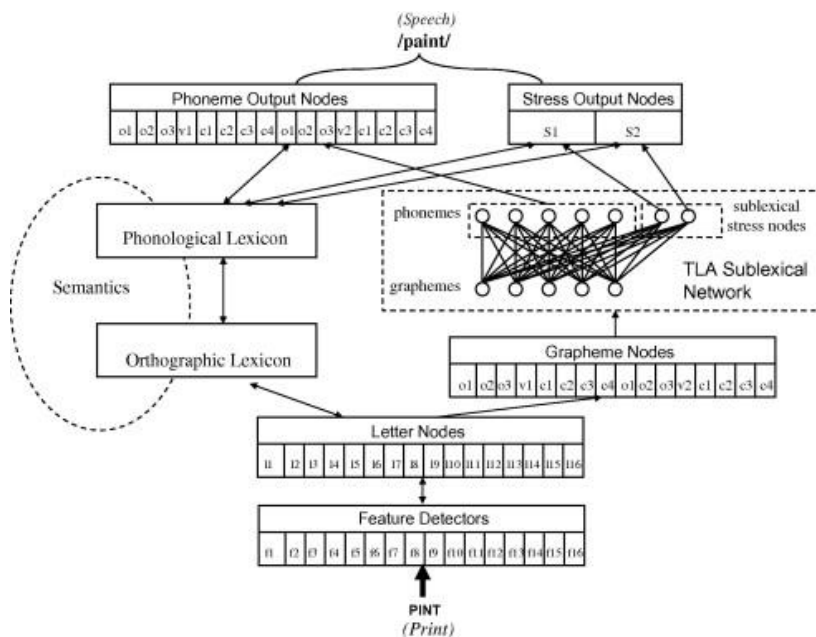 (Speech)
/paint/
Phoneme Output Nodes
o1 o2 o3 v1 c1 c2 c3 c4 o1 o2 o3 v2 c1 c2 c3 c4
Stress Output Nodes
S1 S2
phonemes
sublexical
stress nodes
Phonological Lexicon
TLA Sublexical
Network
Semantics
graphemes
Orthographic Lexicon
Grapheme Nodes
o1 o2 o3 v1 c1 c2 c3 c4 o1 o2 o3 v2 c1 c2 c3 c4
Letter Nodes
l1 l2 l3 l4 l5 l6 l7 l8 l9 l10 l11 l12 l13 l14 l15 l16
Feature Detectors
f1 f2 f3 f4 f5 f6 f7 f8 f9 f10 f11 f12 f13 f14 f15 f16
PINT
(Print)